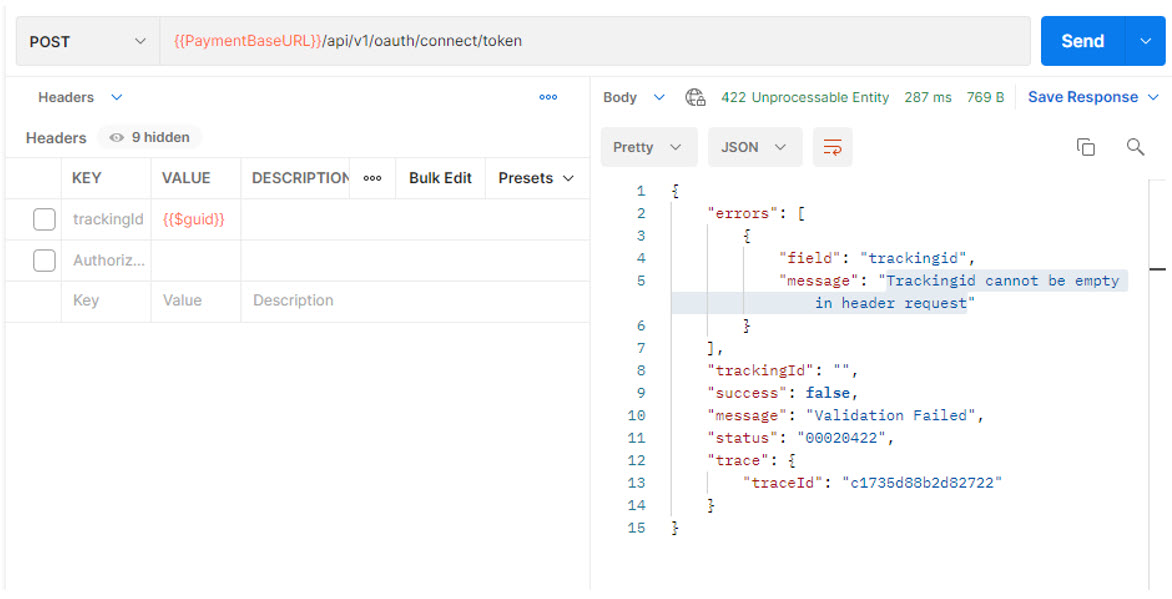 POST {{PaymentBaseURL}}/api/v1/oauth/connect/token Send
Headers
Body 422 Unprocessable Entity 287 ms 769 B Save Response
Headers 9 hidden
Pretty JSON
KEY VALUE DESCRIPTION Bulk Edit Presets
trackingId {{$guid}}
Authoriz...
Key Value Description
1 {
2 "errors": [
3 {
4 "field": "trackingid",
5 "message": "Trackingid cannot be empty
in header request"
6 }
7 ],
8 "trackingId": "",
9 "success": false,
10 "message": "Validation Failed",
11 "status": "00020422",
12 "trace": {
13 "traceId": "c1735d88b2d82722"
14 }
15 }